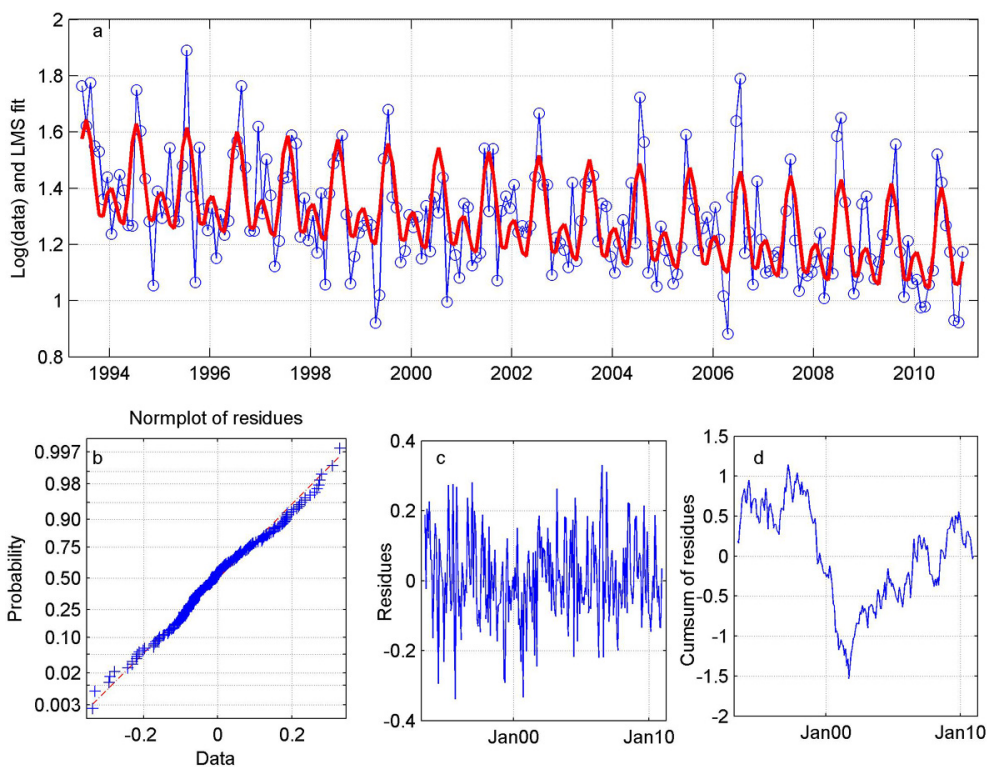 a
Log(data) and LMS fit
2
1.8
1.6
1.4
1.2
1
0.8
1994 1996 1998 2000 2002 2004 2006 2008 2010
Normplot of residues
b
Probability
0.997
0.98
0.90
0.75
0.50
0.25
0.10
0.02
0.003
-0.2 0 0.2
Data
c
Residues
0.4
0.2
0
-0.2
-0.4
Jan00 Jan10
d
Cumsum of residues
1.5
1
0.5
0
-0.5
-1
-1.5
-2
Jan00 Jan10